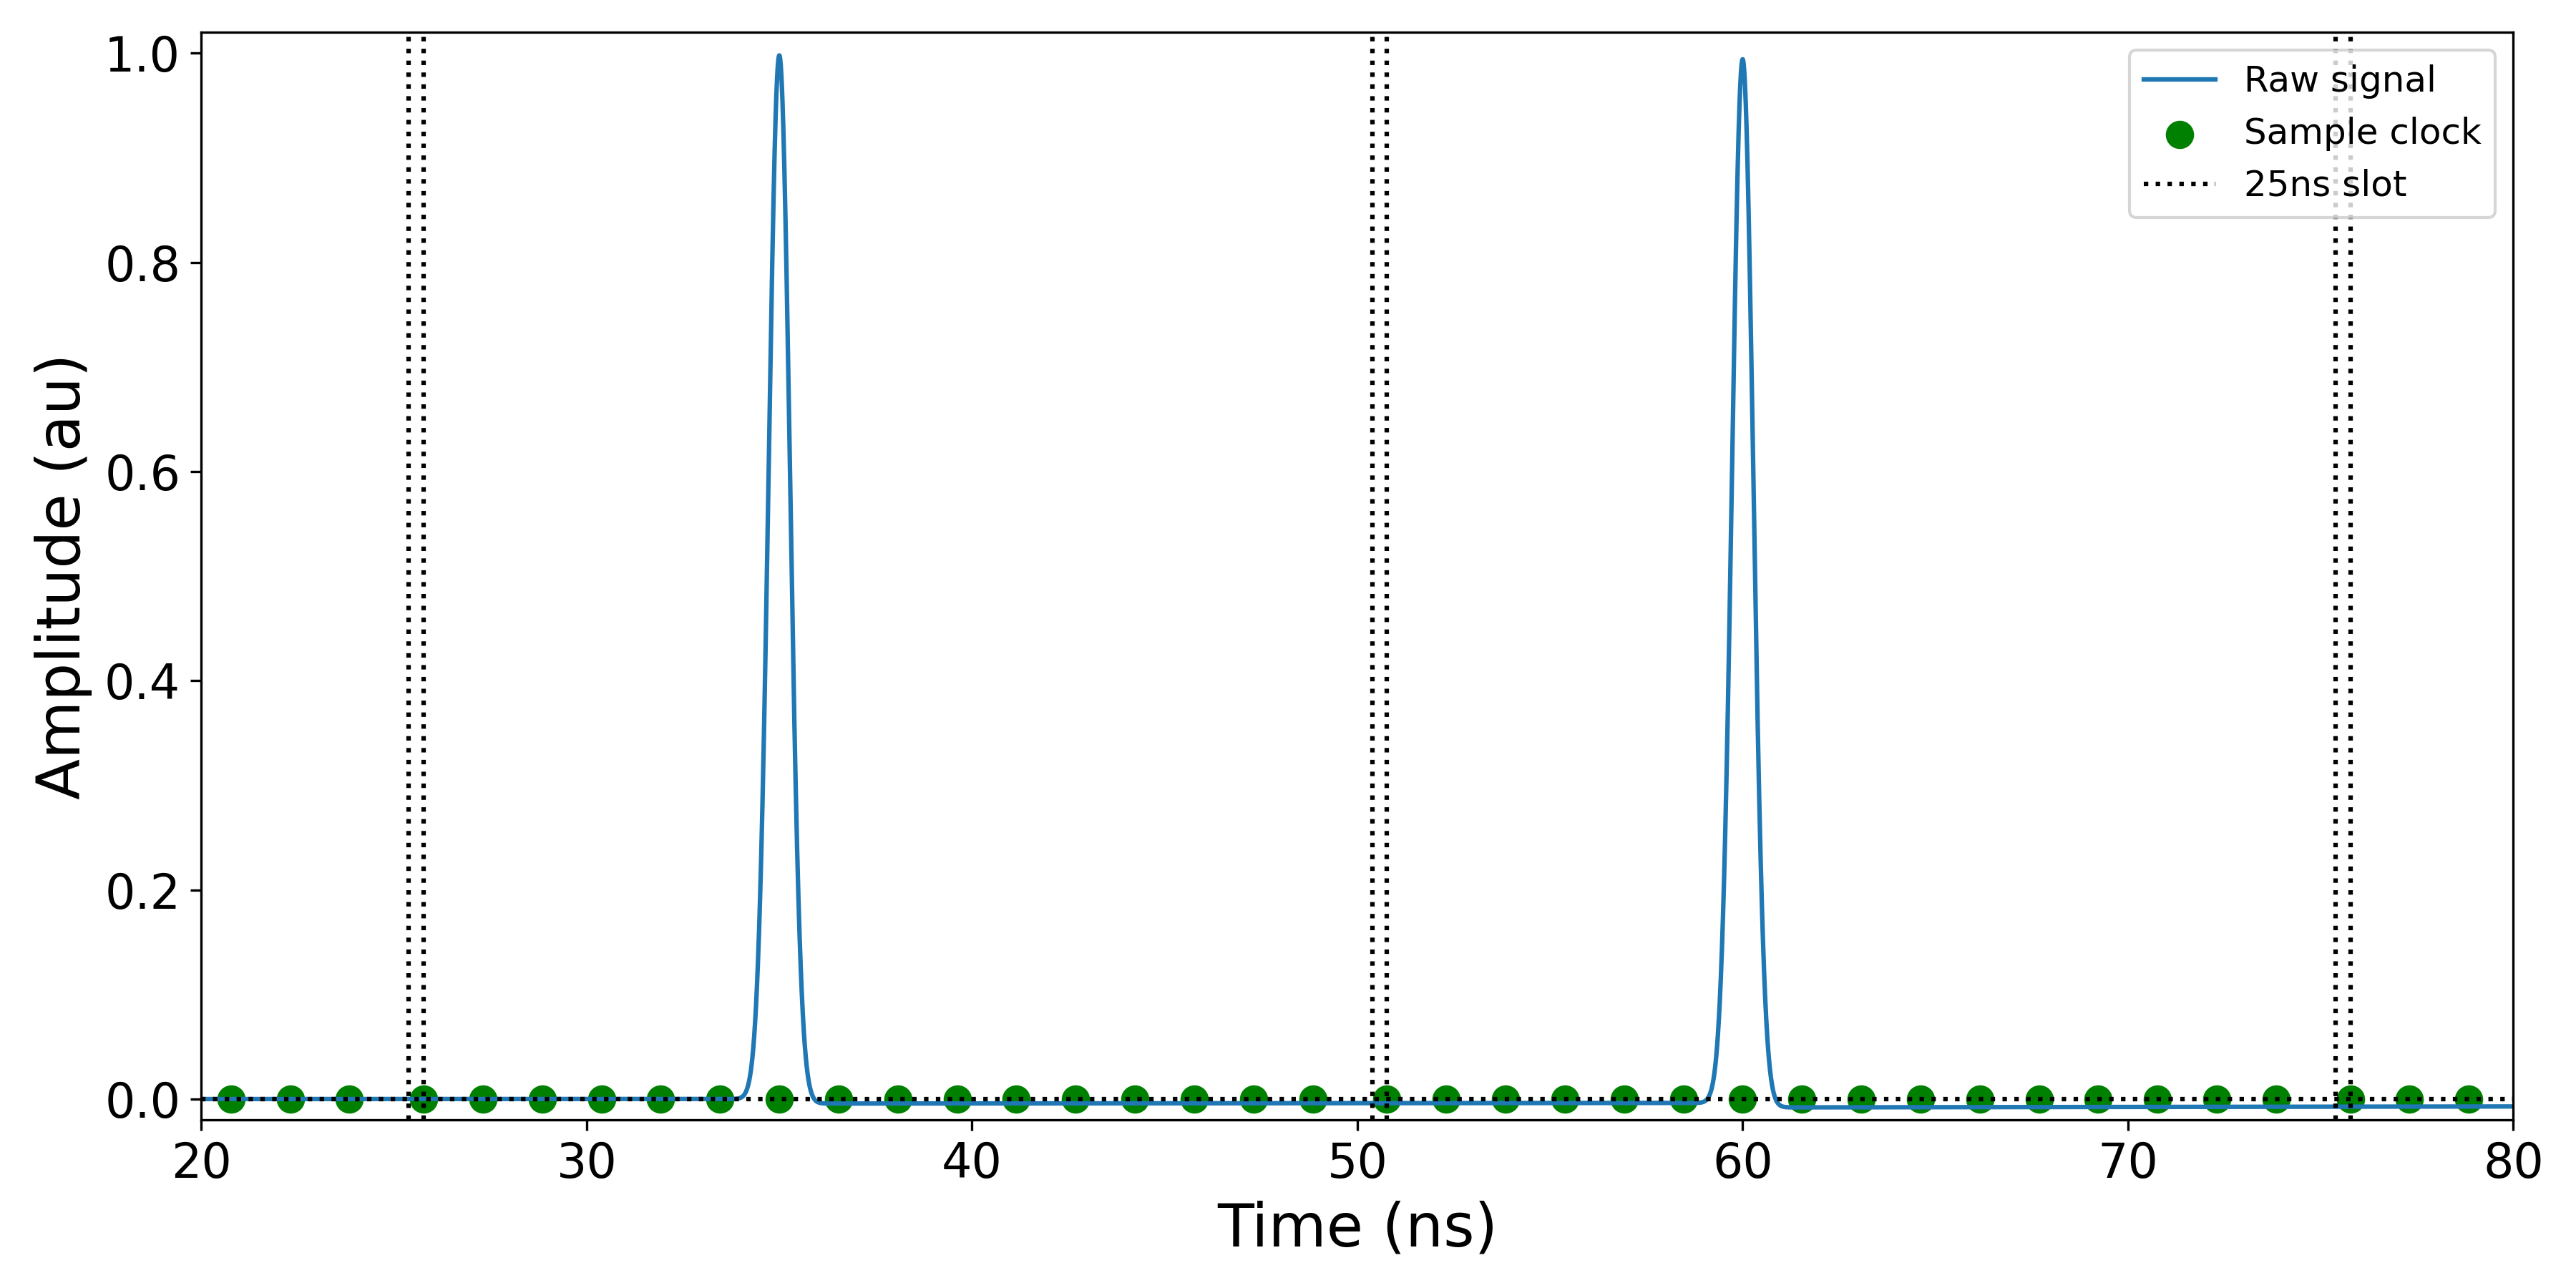 Amplitude (au)
1.0
0.8
0.6
0.4
0.2
0.0
Raw signal
Sample clock
25ns slot
20 30 40 50 60 70 80
Time (ns)